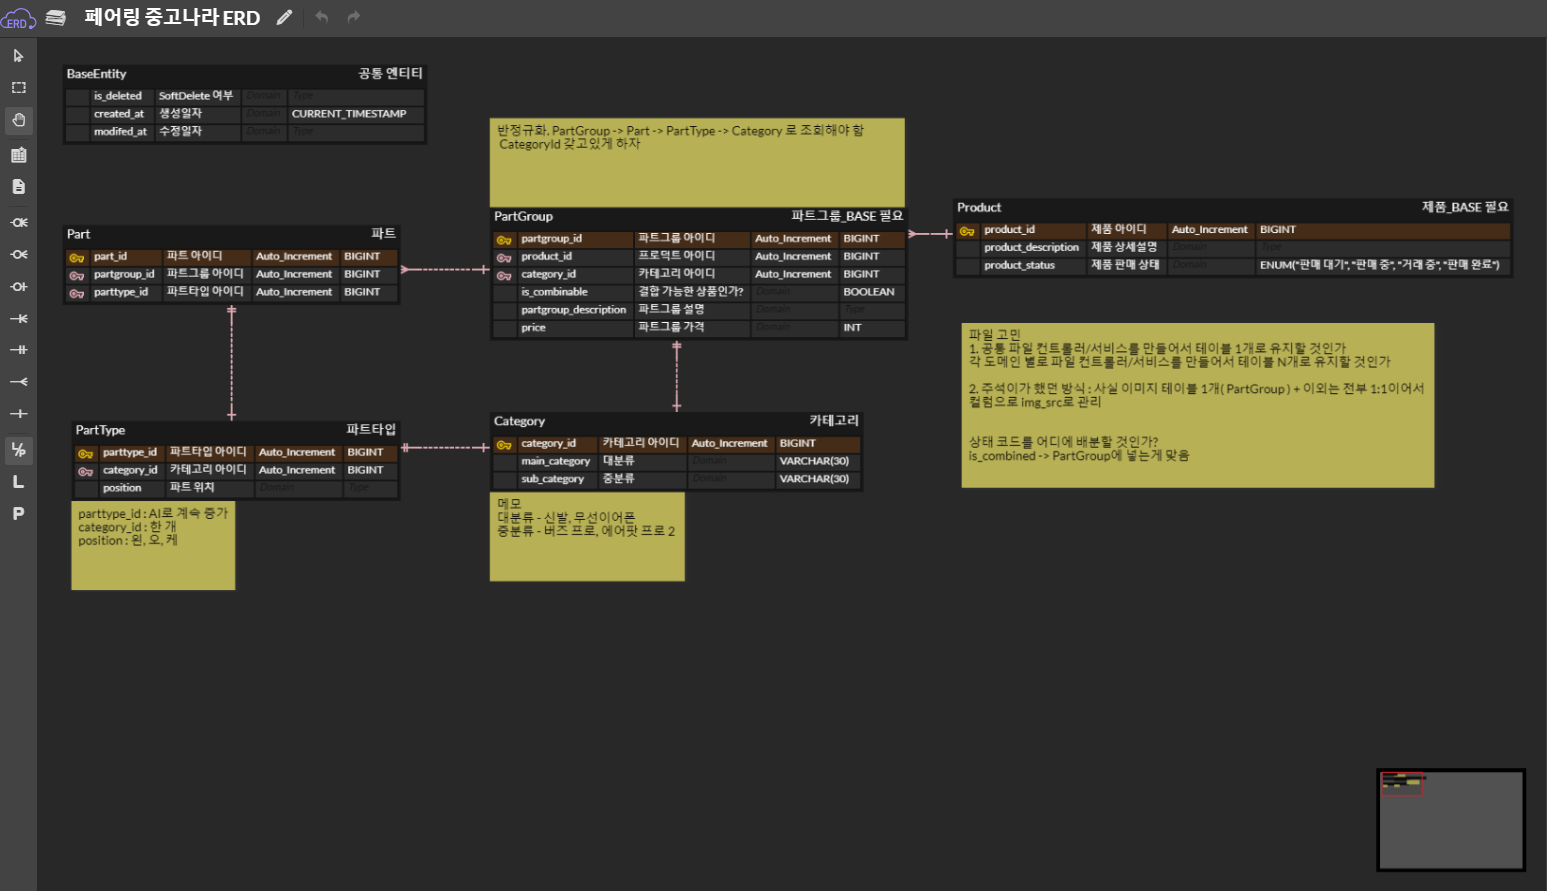 ERD
페어링 중고나라 ERD
BaseEntity 공통 엔티티
is_deleted SoftDelete 여부 Domain Type
created_at 생성일자 Domain CURRENT_TIMESTAMP
modifed_at 수정일자 Domain Type
반정규화. PartGroup -> Part -> PartType -> Category 로 조회해야 함
CategoryId 갖고있게 하자
Part 파트
part_id 파트 아이디 Auto_Increment BIGINT
partgroup_id 파트그룹 아이디 Auto_Increment BIGINT
parttype_id 파트타입 아이디 Auto_Increment BIGINT
PartGroup 파트그룹_BASE 필요
partgroup_id 파트그룹 아이디 Auto_Increment BIGINT
product_id 프로덕트 아이디 Auto_Increment BIGINT
category_id 카테고리 아이디 Auto_Increment BIGINT
is_combinable 결합 가능한 상품인가? Domain BOOLEAN
partgroup_description 파트그룹 설명 Domain Type
price 파트그룹 가격 Domain INT
Product 제품_BASE 필요
product_id 제품 아이디 Auto_Increment BIGINT
product_description 제품 상세설명 Domain Type
product_status 제품 판매 상태 Domain ENUM("판매 대기", "판매 중", "거래 중", "판매 완료")
파일 고민
1. 공통 파일 컨트롤러/서비스를 만들어서 테이블 1개로 유지할 것인가
각 도메인 별로 파일 컨트롤러/서비스를 만들어서 테이블 N개로 유지할 것인가
2. 주석이가 했던 방식 : 사실 이미지 테이블 1개( PartGroup ) + 이외는 전부 1:1이어서
컬럼으로 img_src로 관리
상태 코드를 어디에 배분할 것인가?
is_combined -> PartGroup에 넣는게 맞음
PartType 파트타입
parttype_id 파트타입 아이디 Auto_Increment BIGINT
category_id 카테고리 아이디 Auto_Increment BIGINT
position 파트 위치 Domain Type
parttype_id : AI로 계속 증가
category_id : 한 개
position : 왼, 오, 케
Category 카테고리
category_id 카테고리 아이디 Auto_Increment BIGINT
main_category 대분류 Domain VARCHAR(30)
sub_category 중분류 Domain VARCHAR(30)
메모
대분류 - 신발, 무선이어폰
중분류 - 버즈 프로, 에어팟 프로 2
L
P